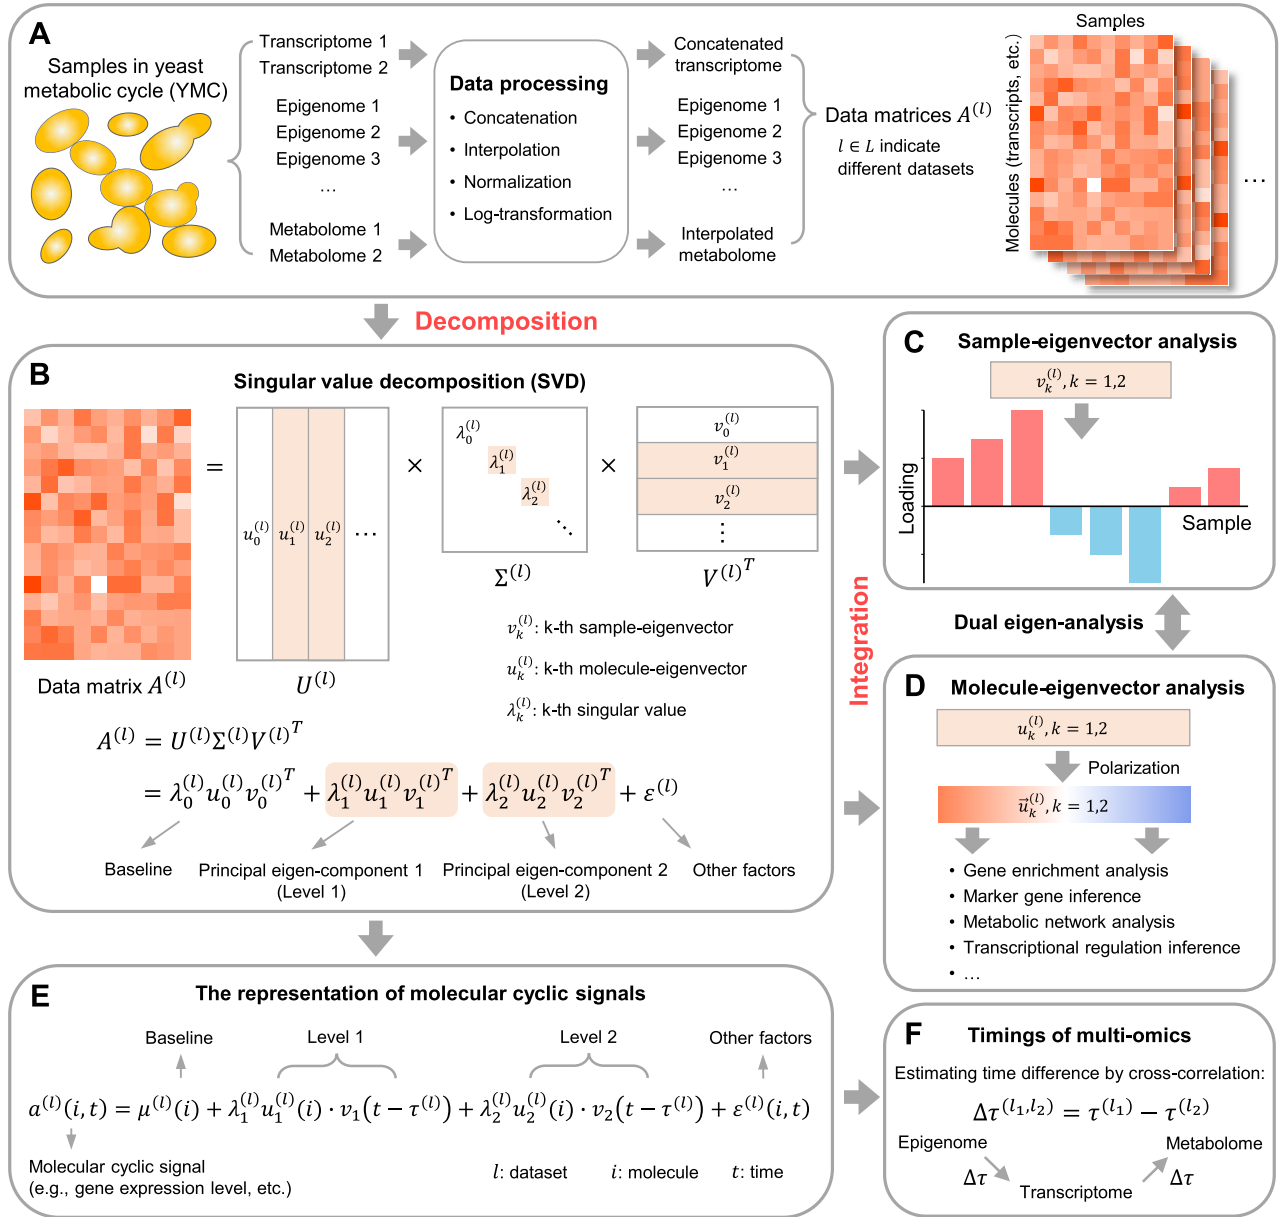 A
Samples in yeast
metabolic cycle (YMC)
Transcriptome 1
Transcriptome 2
Epigenome 1
Epigenome 2
Epigenome 3
...
Metabolome 1
Metabolome 2
Data processing
• Concatenation
• Interpolation
• Normalization
• Log-transformation
Concatenated
transcriptome
Epigenome 1
Epigenome 2
Epigenome 3
...
Interpolated
metabolome
Data matrices A^(l)
l ∈ L indicate
different datasets
Samples
Molecules (transcripts, etc.)
...
Decomposition
B
Singular value decomposition (SVD)
Data matrix A^(l)
=
u_0^(l) u_1^(l) u_2^(l) ⋯
U^(l)
×
λ_0^(l)
λ_1^(l)
λ_2^(l)
⋱
Σ^(l)
×
v_0^(l)
v_1^(l)
v_2^(l)
⋮
V^(l)^T
v_k^(l): k-th sample-eigenvector
u_k^(l): k-th molecule-eigenvector
λ_k^(l): k-th singular value
A^(l) = U^(l)Σ^(l)V^(l)^T
= λ_0^(l)u_0^(l)v_0^(l)^T + λ_1^(l)u_1^(l)v_1^(l)^T + λ_2^(l)u_2^(l)v_2^(l)^T + ε^(l)
Baseline
Principal eigen-component 1
(Level 1)
Principal eigen-component 2
(Level 2)
Other factors
Integration
C
Sample-eigenvector analysis
v_k^(l), k = 1,2
Loading
Sample
Dual eigen-analysis
D
Molecule-eigenvector analysis
u_k^(l), k = 1,2
Polarization
u⃗_k^(l), k = 1,2
• Gene enrichment analysis
• Marker gene inference
• Metabolic network analysis
• Transcriptional regulation inference
• ...
E
The representation of molecular cyclic signals
Baseline
Level 1
Level 2
Other factors
a^(l)(i, t) = μ^(l)(i) + λ_1^(l)u_1^(l)(i) · v_1(t − τ^(l)) + λ_2^(l)u_2^(l)(i) · v_2(t − τ^(l)) + ε^(l)(i, t)
Molecular cyclic signal
(e.g., gene expression level, etc.)
l: dataset
i: molecule
t: time
F
Timings of multi-omics
Estimating time difference by cross-correlation:
Δτ^(l_1,l_2) = τ^(l_1) − τ^(l_2)
Epigenome
Metabolome
Δτ
Transcriptome
Δτ